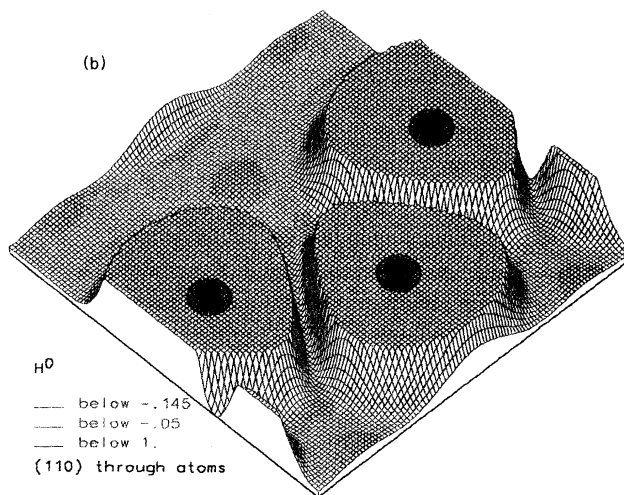 (b)
H⁰
below -.145
below -.05
below 1.
(110) through atoms